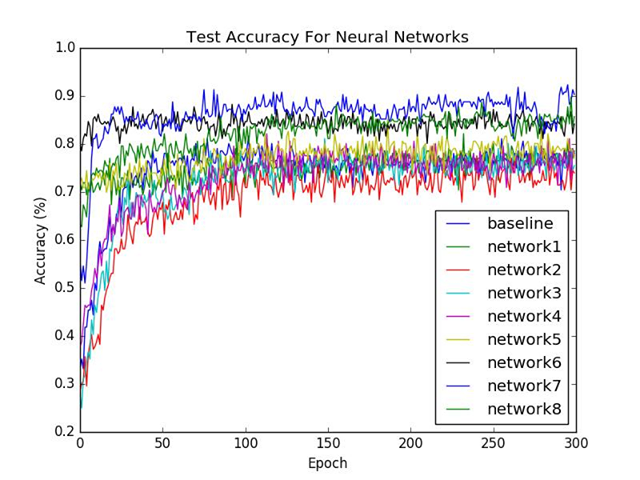 Test Accuracy For Neural Networks
1.0
0.9
0.8
0.7
0.6
0.5
0.4
0.3
0.2
Accuracy (%)
baseline
network1
network2
network3
network4
network5
network6
network7
network8
0 50 100 150 200 250 300
Epoch